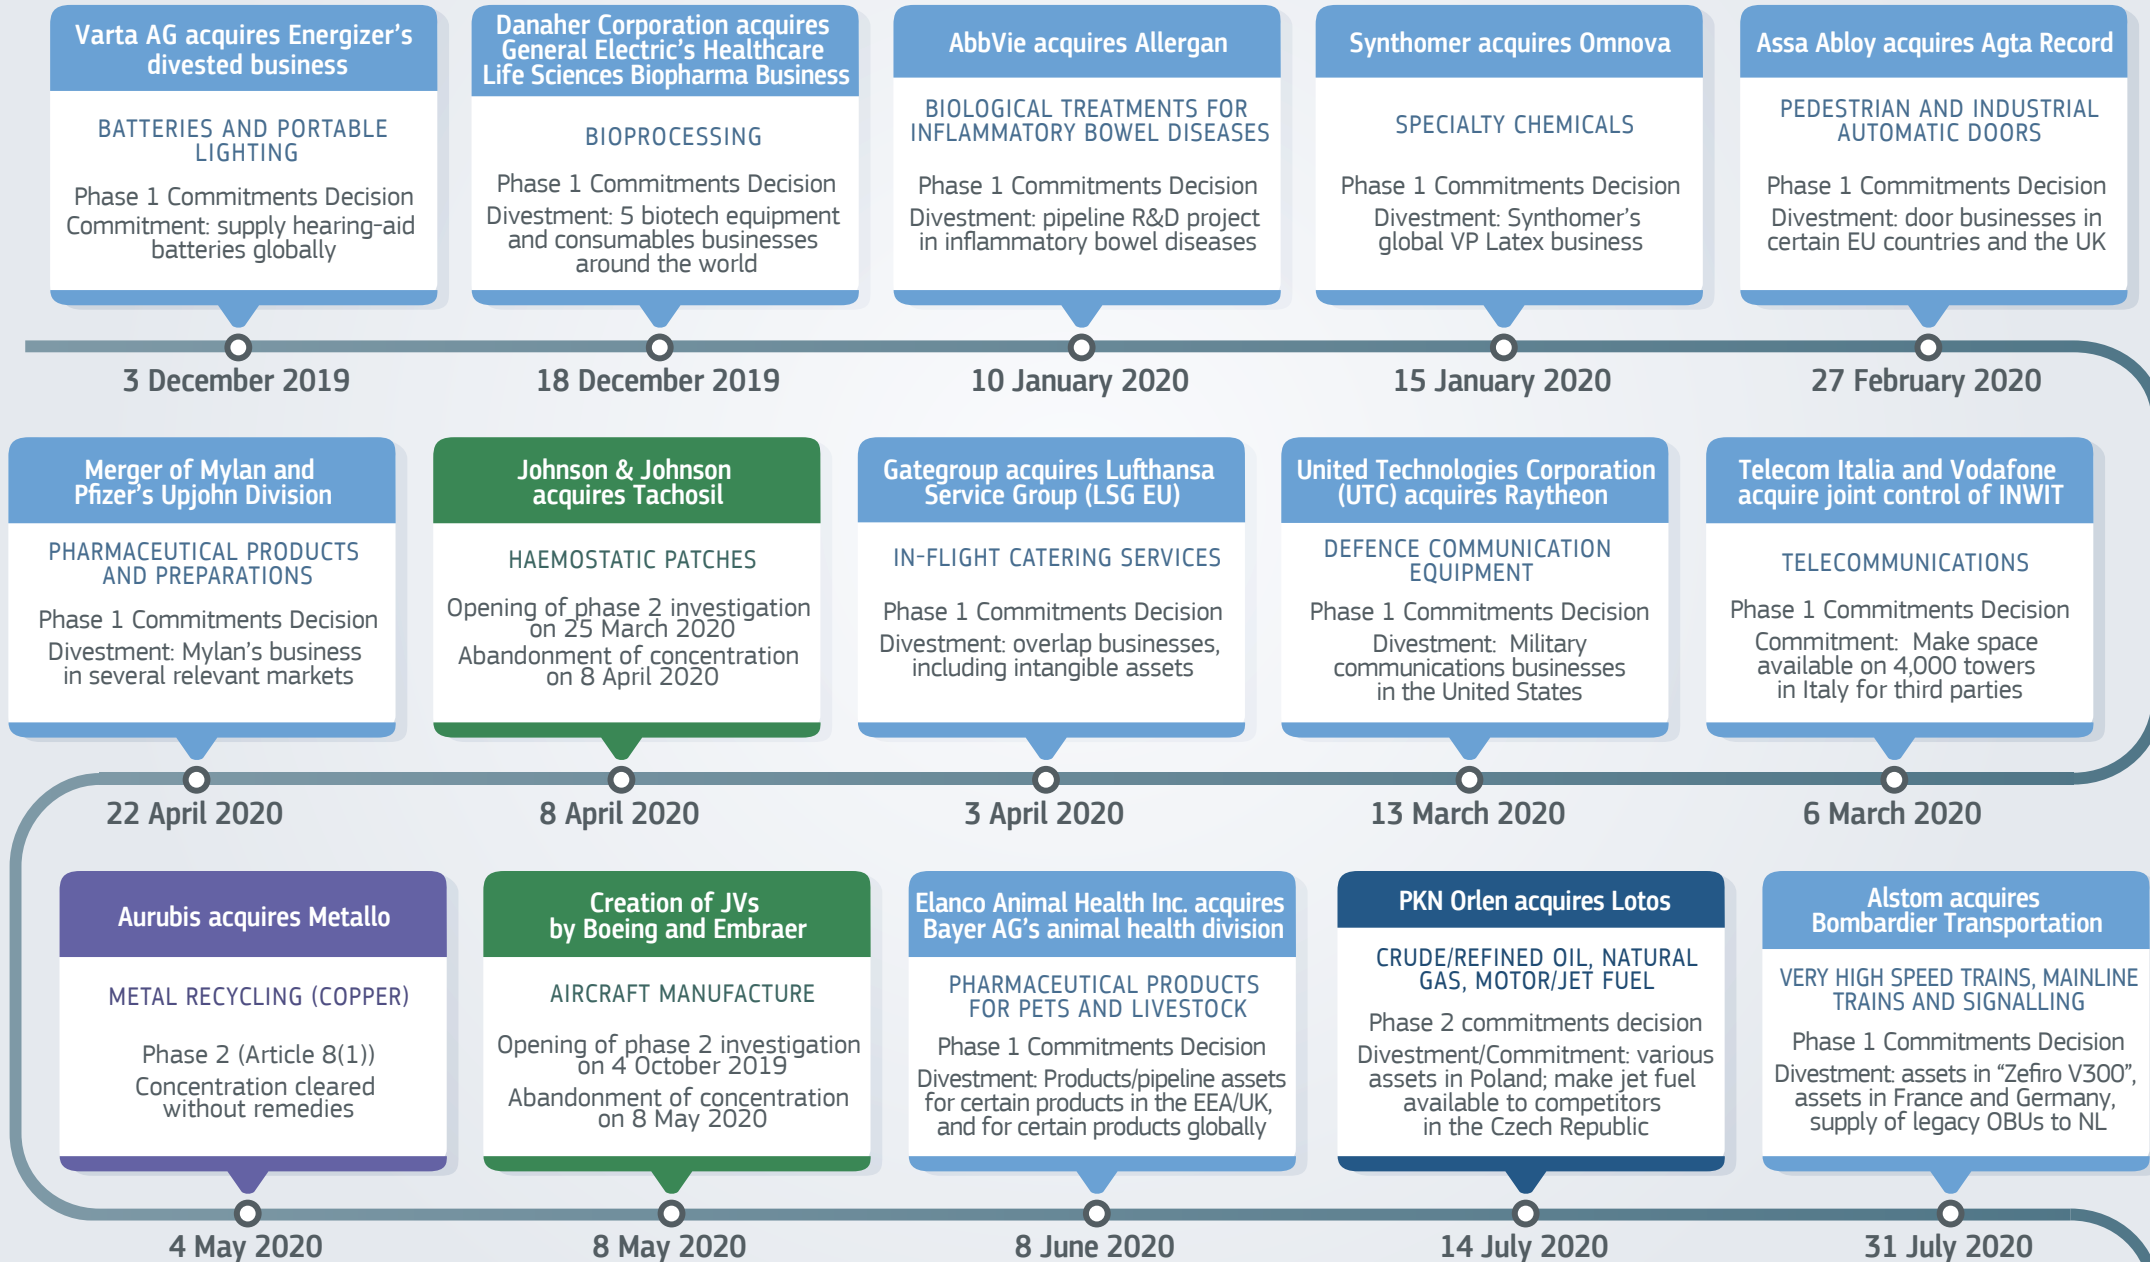 Varta AG acquires Energizer's
divested business
BATTERIES AND PORTABLE
LIGHTING
Phase 1 Commitments Decision
Commitment: supply hearing-aid
batteries globally
3 December 2019
Danaher Corporation acquires
General Electric's Healthcare
Life Sciences Biopharma Business
BIOPROCESSING
Phase 1 Commitments Decision
Divestment: 5 biotech equipment
and consumables businesses
around the world
18 December 2019
AbbVie acquires Allergan
BIOLOGICAL TREATMENTS FOR
INFLAMMATORY BOWEL DISEASES
Phase 1 Commitments Decision
Divestment: pipeline R&D project
in inflammatory bowel diseases
10 January 2020
Synthomer acquires Omnova
SPECIALTY CHEMICALS
Phase 1 Commitments Decision
Divestment: Synthomer's
global VP Latex business
15 January 2020
Assa Abloy acquires Agta Record
PEDESTRIAN AND INDUSTRIAL
AUTOMATIC DOORS
Phase 1 Commitments Decision
Divestment: door businesses in
certain EU countries and the UK
27 February 2020
Merger of Mylan and
Pfizer's Upjohn Division
PHARMACEUTICAL PRODUCTS
AND PREPARATIONS
Phase 1 Commitments Decision
Divestment: Mylan's business
in several relevant markets
22 April 2020
Johnson & Johnson
acquires Tachosil
HAEMOSTATIC PATCHES
Opening of phase 2 investigation
on 25 March 2020
Abandonment of concentration
on 8 April 2020
8 April 2020
Gategroup acquires Lufthansa
Service Group (LSG EU)
IN-FLIGHT CATERING SERVICES
Phase 1 Commitments Decision
Divestment: overlap businesses,
including intangible assets
3 April 2020
United Technologies Corporation
(UTC) acquires Raytheon
DEFENCE COMMUNICATION
EQUIPMENT
Phase 1 Commitments Decision
Divestment: Military
communications businesses
in the United States
13 March 2020
Telecom Italia and Vodafone
acquire joint control of INWIT
TELECOMMUNICATIONS
Phase 1 Commitments Decision
Commitment: Make space
available on 4,000 towers
in Italy for third parties
6 March 2020
Aurubis acquires Metallo
METAL RECYCLING (COPPER)
Phase 2 (Article 8(1))
Concentration cleared
without remedies
4 May 2020
Creation of JVs
by Boeing and Embraer
AIRCRAFT MANUFACTURE
Opening of phase 2 investigation
on 4 October 2019
Abandonment of concentration
on 8 May 2020
8 May 2020
Elanco Animal Health Inc. acquires
Bayer AG's animal health division
PHARMACEUTICAL PRODUCTS
FOR PETS AND LIVESTOCK
Phase 1 Commitments Decision
Divestment: Products/pipeline assets
for certain products in the EEA/UK,
and for certain products globally
8 June 2020
PKN Orlen acquires Lotos
CRUDE/REFINED OIL, NATURAL
GAS, MOTOR/JET FUEL
Phase 2 commitments decision
Divestment/Commitment: various
assets in Poland; make jet fuel
available to competitors
in the Czech Republic
14 July 2020
Alstom acquires
Bombardier Transportation
VERY HIGH SPEED TRAINS, MAINLINE
TRAINS AND SIGNALLING
Phase 1 Commitments Decision
Divestment: assets in “Zefiro V300”,
assets in France and Germany,
supply of legacy OBUs to NL
31 July 2020